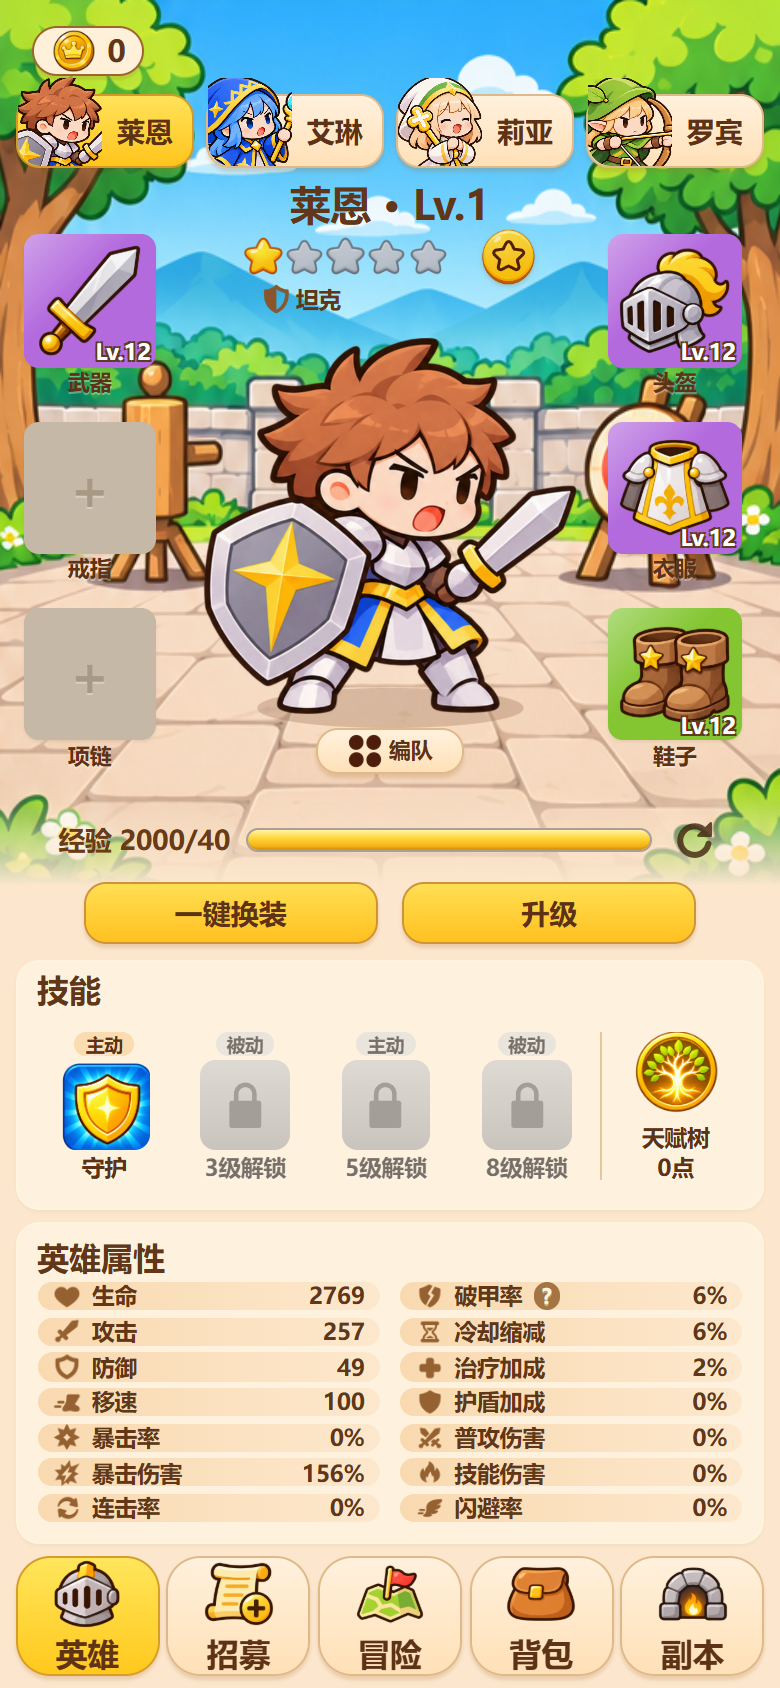 0
莱恩
艾琳
莉亚
罗宾
莱恩·Lv.1
坦克
Lv.12
武器
Lv.12
头盔
+
戒指
Lv.12
衣服
+
项链
Lv.12
鞋子
编队
经验 2000/40
一键换装
升级
技能
主动
被动
主动
被动
守护
3级解锁
5级解锁
8级解锁
天赋树
0点
英雄属性
生命 2769
破甲率 ? 6%
攻击 257
冷却缩减 6%
防御 49
治疗加成 2%
移速 100
护盾加成 0%
暴击率 0%
普攻伤害 0%
暴击伤害 156%
技能伤害 0%
连击率 0%
闪避率 0%
英雄
招募
冒险
背包
副本